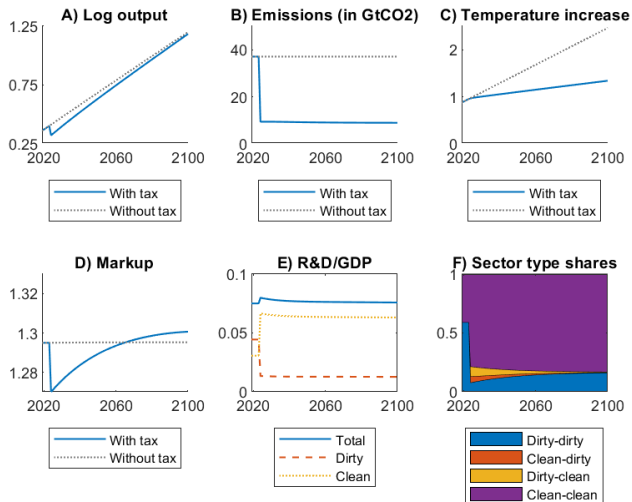 A) Log output
1.25
0.75
0.25
2020 2060 2100
With tax
Without tax
B) Emissions (in GtCO2)
40
20
0
2020 2060 2100
With tax
Without tax
C) Temperature increase
2
1
0
2020 2060 2100
With tax
Without tax
D) Markup
1.32
1.3
1.28
2020 2060 2100
With tax
Without tax
E) R&D/GDP
0.1
0.05
0
2020 2060 2100
Total
Dirty
Clean
F) Sector type shares
1
0.5
0
2020 2060 2100
Dirty-dirty
Clean-dirty
Dirty-clean
Clean-clean